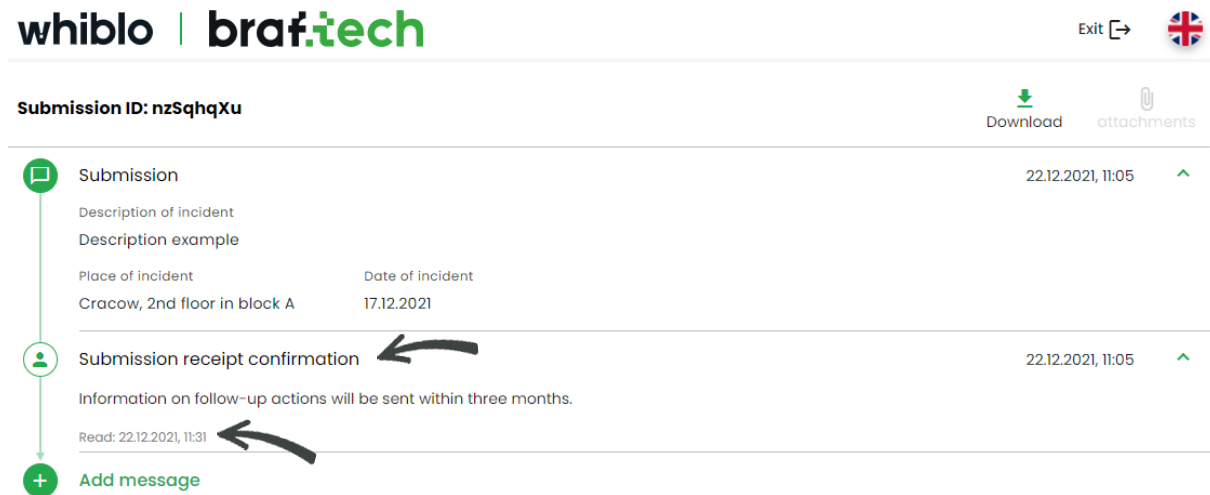 whiblo | braf.tech
Exit
Submission ID: nzSqhqXu
Download
attachments
Submission 22.12.2021, 11:05
Description of incident
Description example
Place of incident Date of incident
Cracow, 2nd floor in block A 17.12.2021
Submission receipt confirmation 22.12.2021, 11:05
Information on follow-up actions will be sent within three months.
Read: 22.12.2021, 11:31
+ Add message